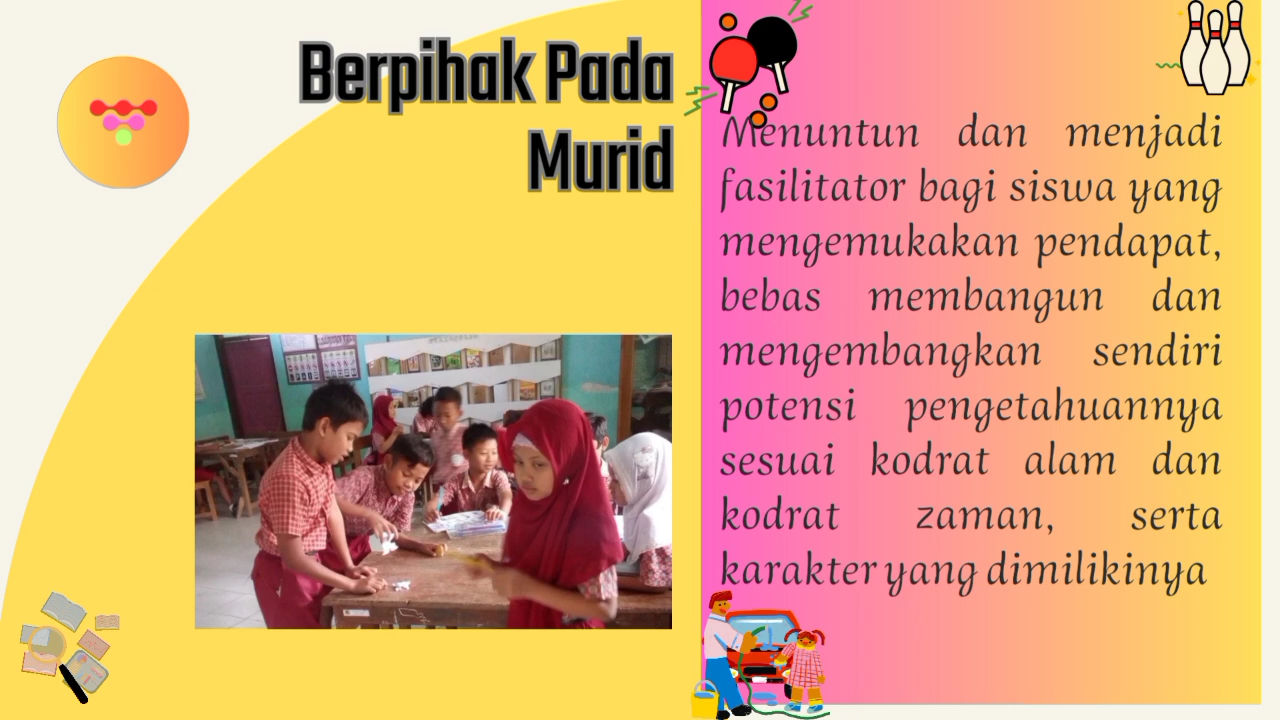 Berpihak Pada
Murid
Menuntun dan menjadi
fasilitator bagi siswa yang
mengemukakan pendapat,
bebas membangun dan
mengembangkan sendiri
potensi pengetahuannya
sesuai kodrat alam dan
kodrat zaman, serta
karakter yang dimilikinya